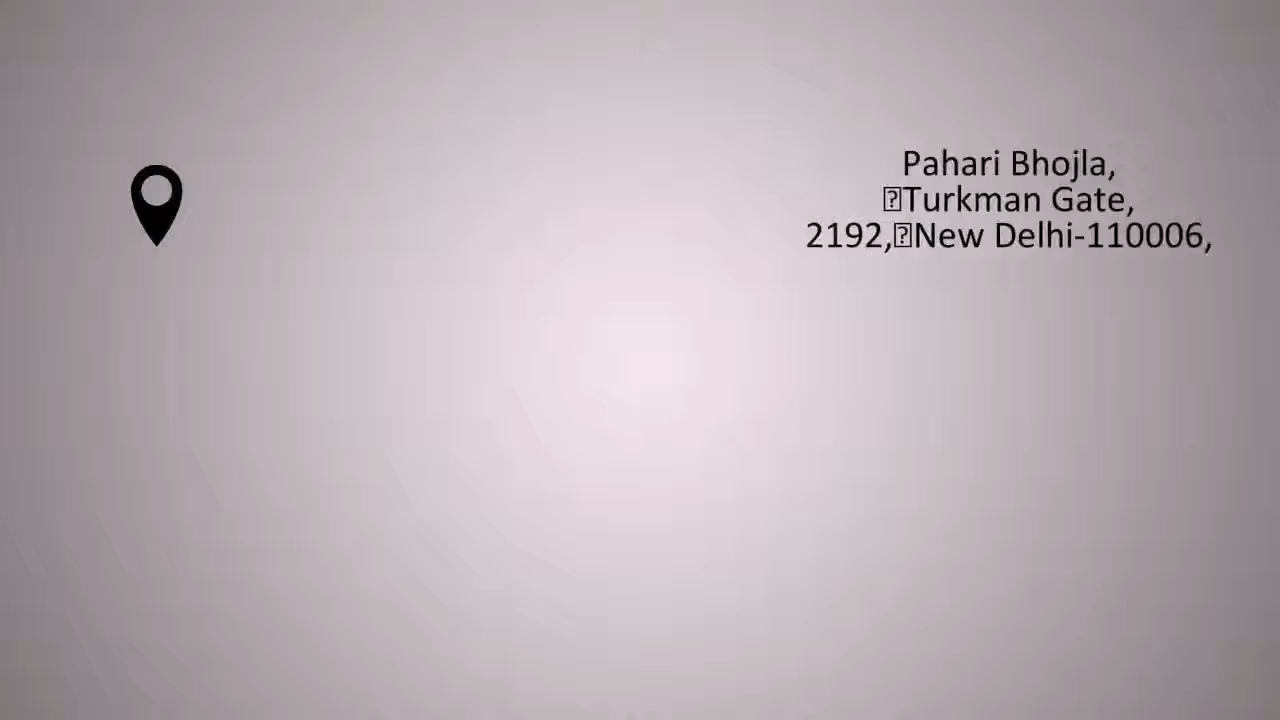 Pahari Bhojla,
⍰Turkman Gate,
2192,⍰New Delhi-110006,